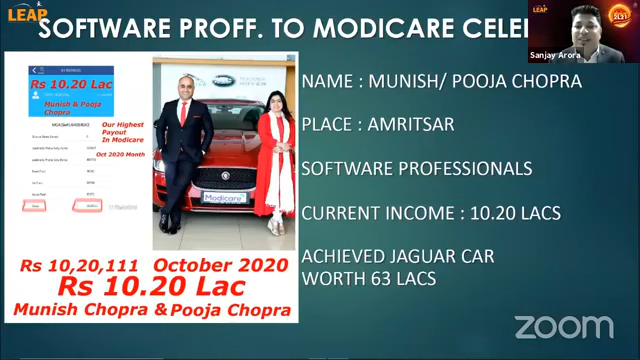 LEAP
SOFTWARE PROFF. TO MODICARE CELE
Sanjay Arora
Rs 10.20 Lac
Munish & Pooja
Chopra
Our Highest
Payout
In Modicare
Oct 2020 Month
Modicare
Rs 10,20,111 October 2020
Rs 10.20 Lac
Munish Chopra & Pooja Chopra
NAME : MUNISH/ POOJA CHOPRA
PLACE : AMRITSAR
SOFTWARE PROFESSIONALS
CURRENT INCOME : 10.20 LACS
ACHIEVED JAGUAR CAR
WORTH 63 LACS
LEAP
zoom